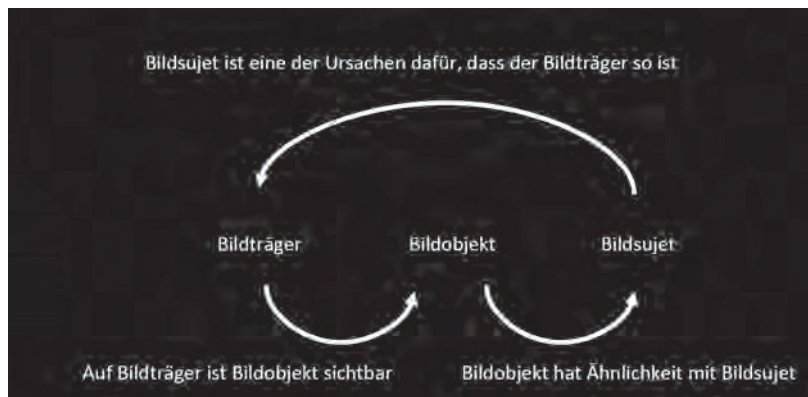 Bildsujet ist eine der Ursachen dafür, dass der Bildträger so ist
Bildträger Bildobjekt Bildsujet
Auf Bildträger ist Bildobjekt sichtbar Bildobjekt hat Ähnlichkeit mit Bildsujet